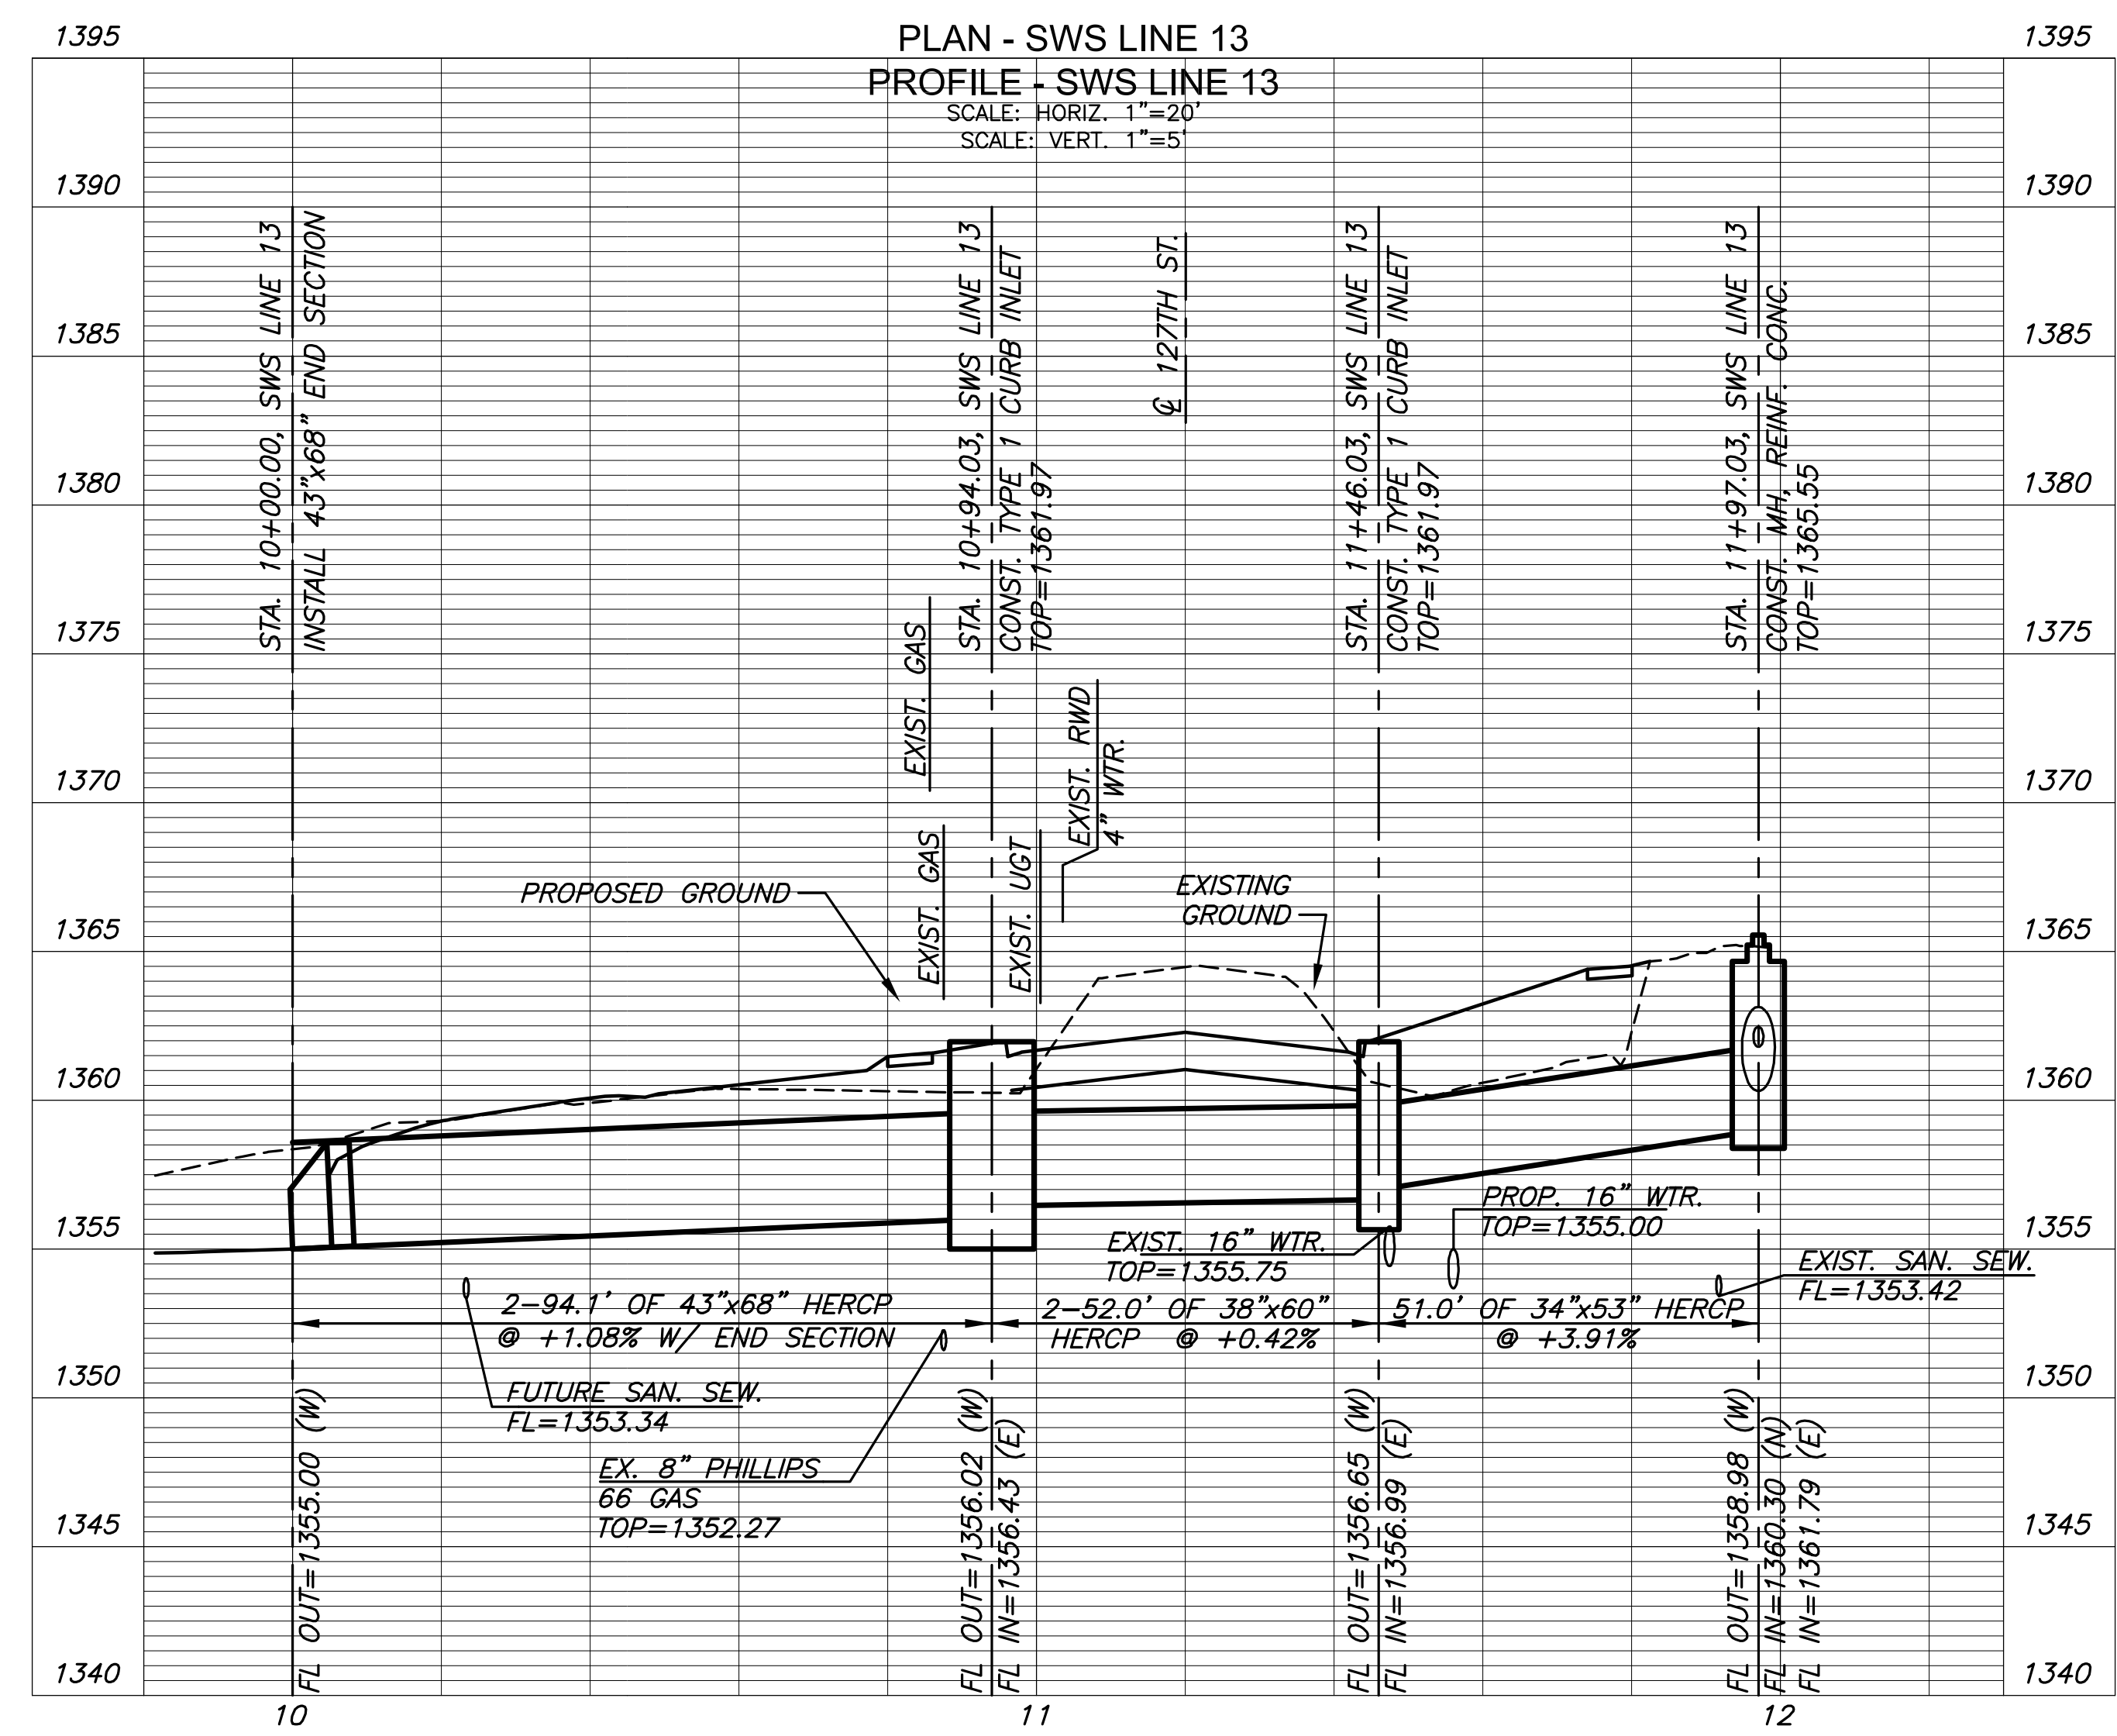 PLAN - SWS LINE 13
PROFILE - SWS LINE 13
SCALE: HORIZ. 1"=20'
SCALE: VERT. 1"=5'
1395
1395
1390
1390
1385
1385
1380
1380
1375
1375
1370
1370
1365
1365
1360
1360
1355
1355
1350
1350
1345
1345
1340
1340
STA. 10+00.00, SWS LINE 13
INSTALL 43"x68" END SECTION
STA. 10+94.03, SWS LINE 13
CONST. TYPE 1 CURB INLET
TOP=1361.97
℄ 127TH ST.
STA. 11+46.03, SWS LINE 13
CONST. TYPE 1 CURB INLET
TOP=1361.97
STA. 11+97.03, SWS LINE 13
CONST. MH, REINF. CONC.
TOP=1365.55
EXIST. GAS
EXIST. GAS
EXIST. UGT
EXIST. RWD
4" WTR.
PROPOSED GROUND
EXISTING
GROUND
EXIST. 16" WTR.
TOP=1355.75
PROP. 16" WTR.
TOP=1355.00
EXIST. SAN. SEW.
FL=1353.42
2-94.1' OF 43"x68" HERCP
@ +1.08% W/ END SECTION
2-52.0' OF 38"x60"
HERCP @ +0.42%
51.0' OF 34"x53" HERCP
@ +3.91%
FUTURE SAN. SEW.
FL=1353.34
EX. 8" PHILLIPS
66 GAS
TOP=1352.27
FL OUT=1355.00 (W)
FL OUT=1356.02 (W)
FL IN=1356.43 (E)
FL OUT=1356.65 (W)
FL IN=1356.99 (E)
FL OUT=1358.98 (W)
FL IN=1360.30 (N)
FL IN=1361.79 (E)
10
11
12